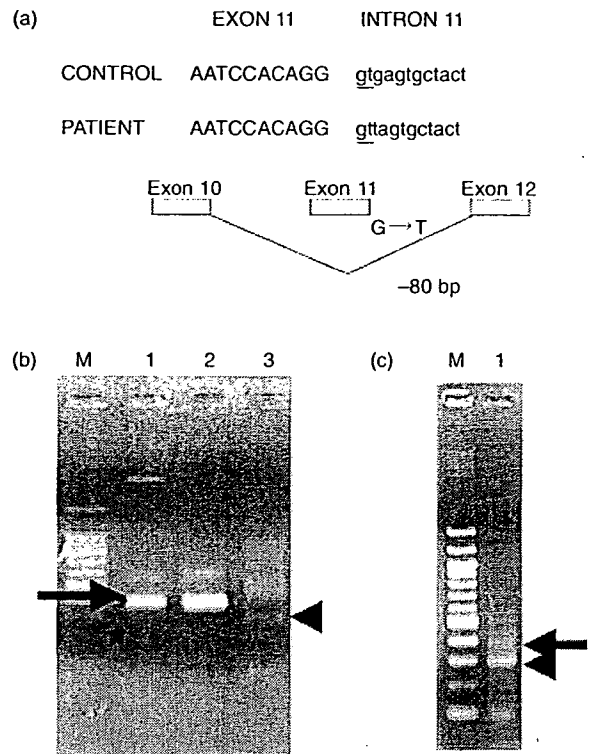 (a) EXON 11 INTRON 11
CONTROL AATCCACAGG gtgagtgctact
PATIENT AATCCACAGG gttagtgctact
Exon 10 Exon 11 Exon 12
G→T
–80 bp
(b) M 1 2 3 (c) M 1